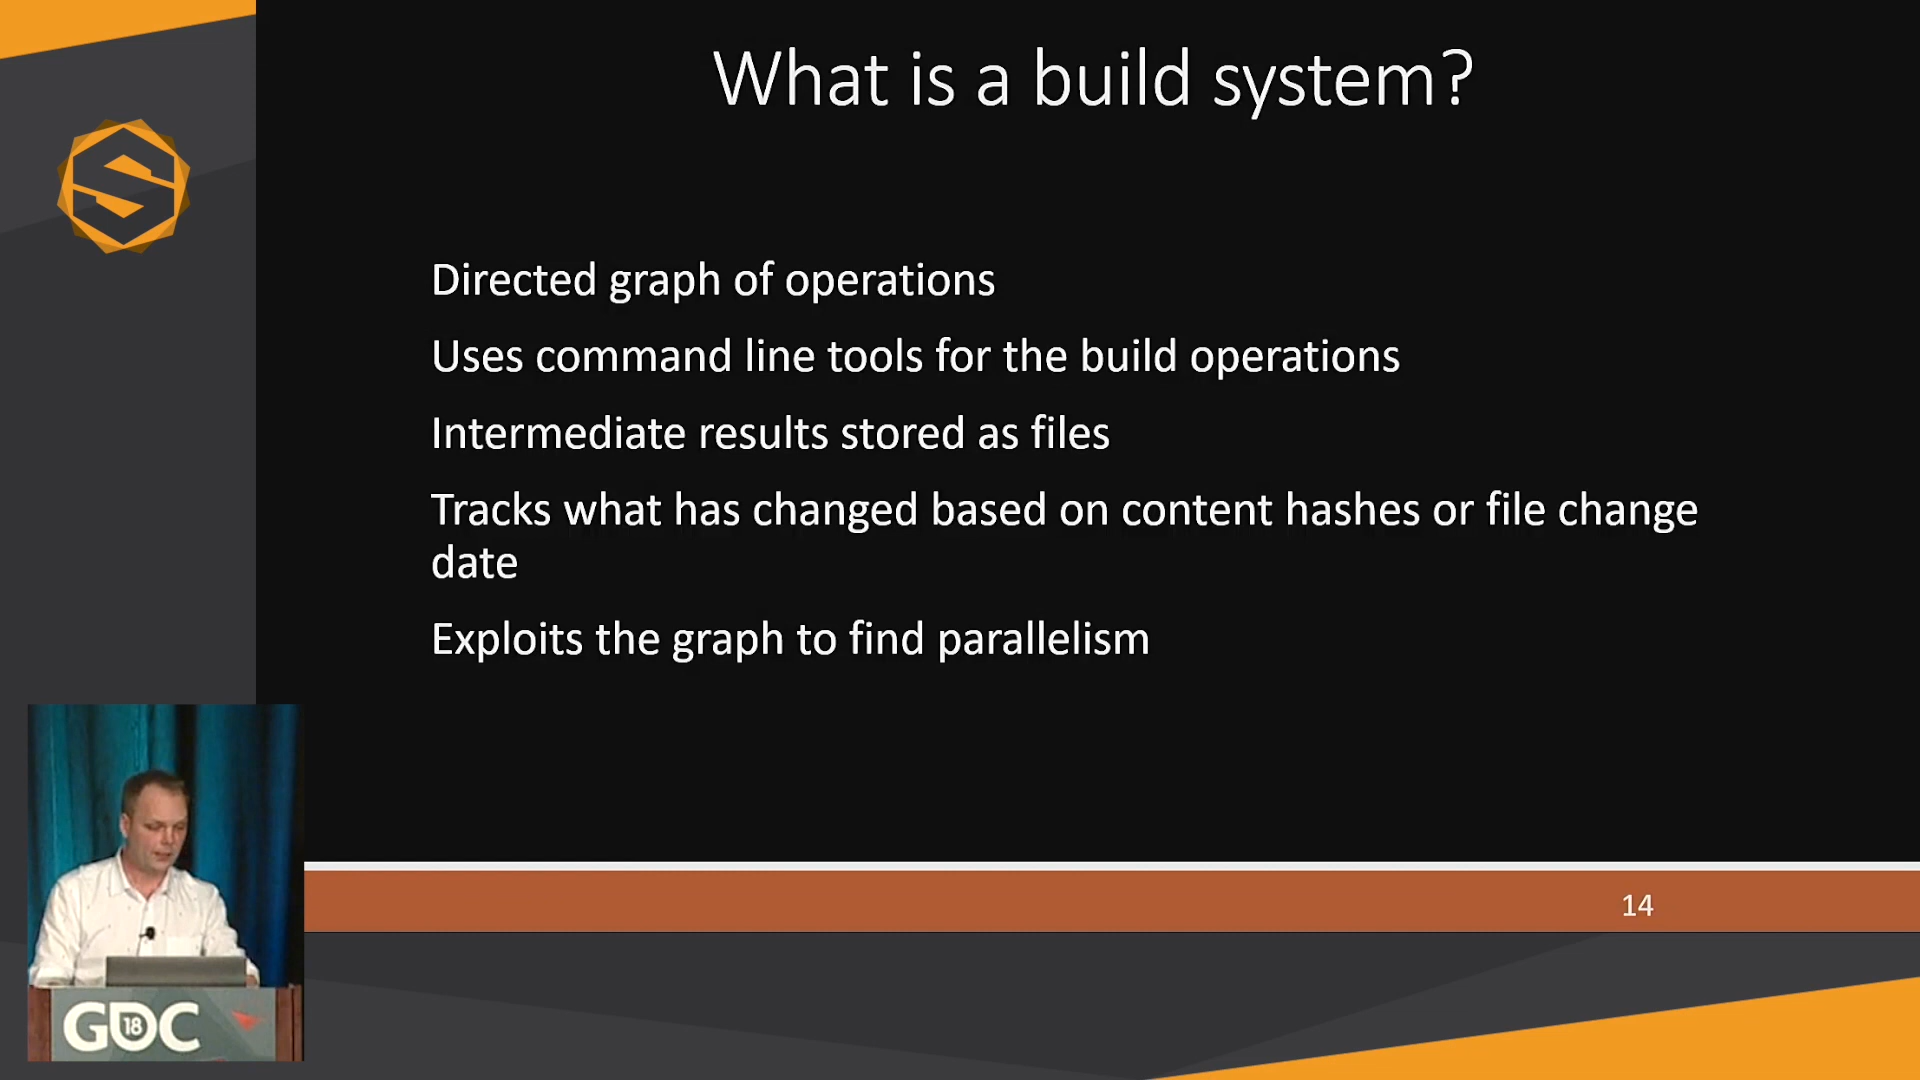 What is a build system?
Directed graph of operations
Uses command line tools for the build operations
Intermediate results stored as files
Tracks what has changed based on content hashes or file change
date
Exploits the graph to find parallelism
14
GDC
18